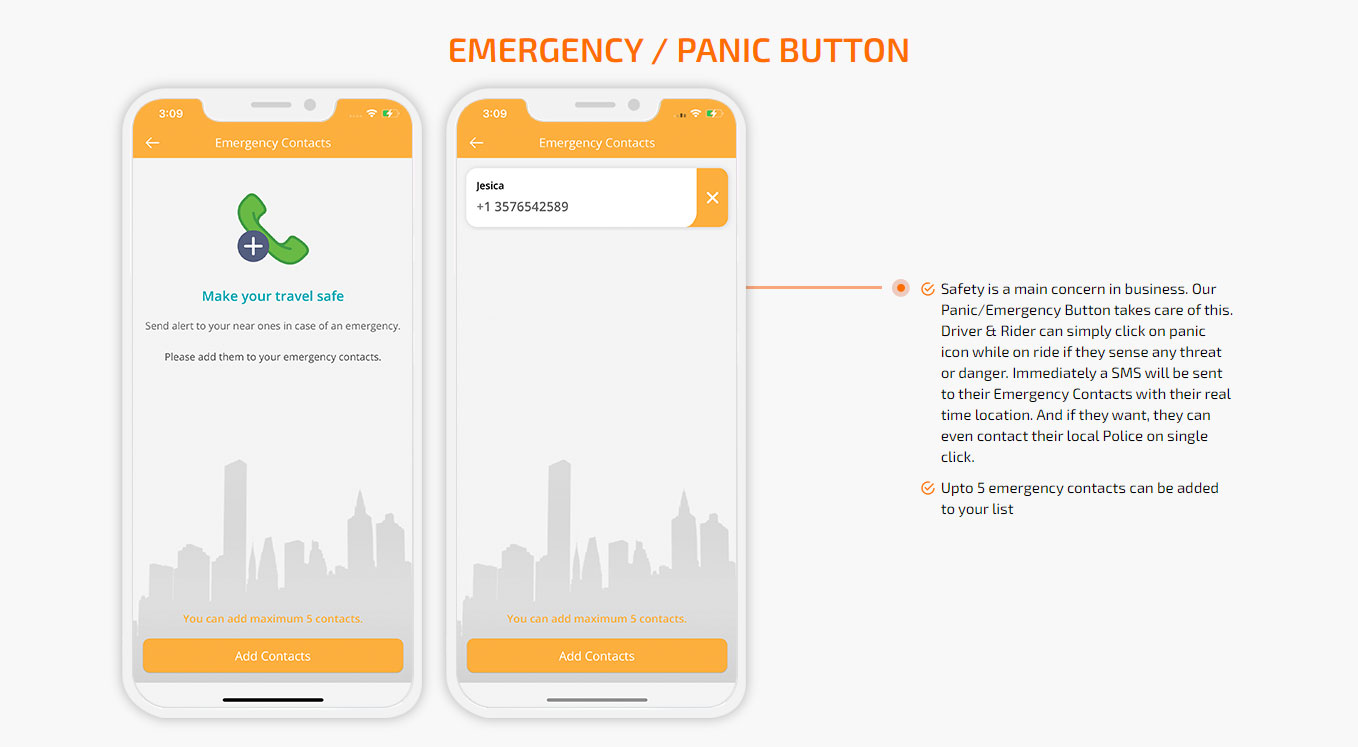 EMERGENCY / PANIC BUTTON
3:09
Emergency Contacts
Make your travel safe
Send alert to your near ones in case of an emergency.
Please add them to your emergency contacts.
You can add maximum 5 contacts.
Add Contacts
3:09
Emergency Contacts
Jesica
+1 3576542589
You can add maximum 5 contacts.
Add Contacts
Safety is a main concern in business. Our
Panic/Emergency Button takes care of this.
Driver & Rider can simply click on panic
icon while on ride if they sense any threat
or danger. Immediately a SMS will be sent
to their Emergency Contacts with their real
time location. And if they want, they can
even contact their local Police on single
click.
Upto 5 emergency contacts can be added
to your list